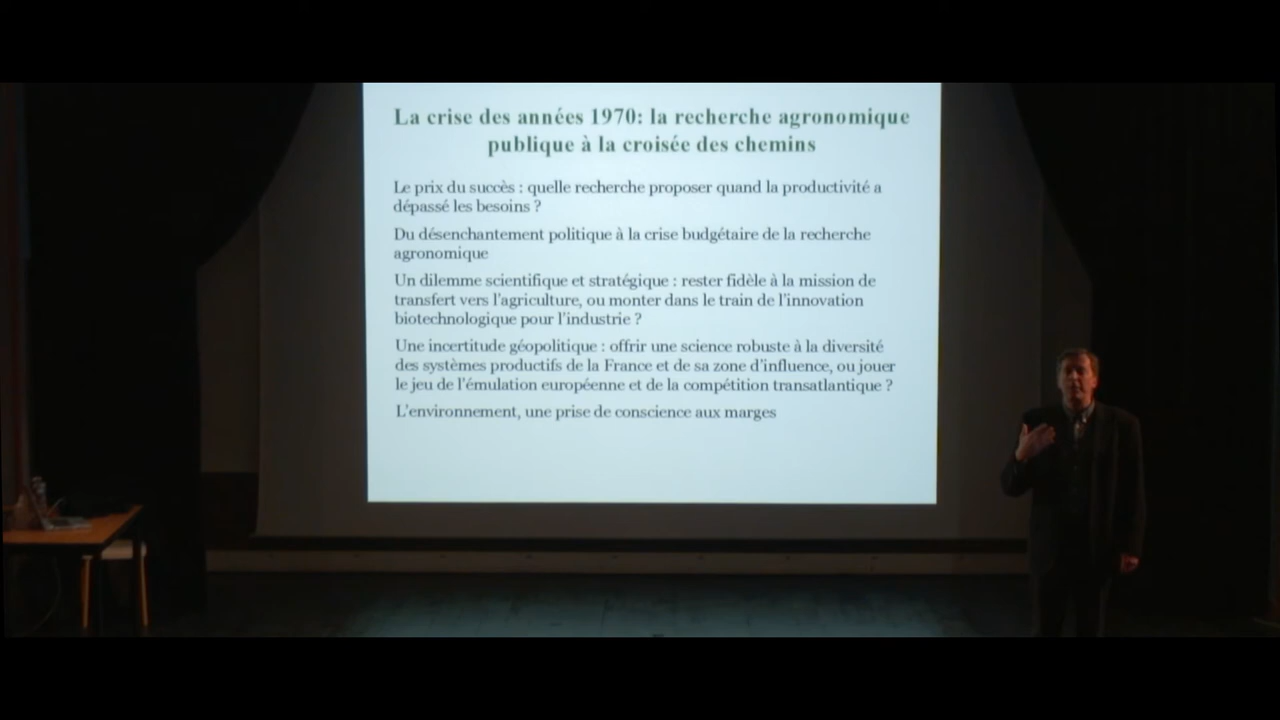 La crise des années 1970: la recherche agronomique
publique à la croisée des chemins
Le prix du succès : quelle recherche proposer quand la productivité a
dépassé les besoins ?
Du désenchantement politique à la crise budgétaire de la recherche
agronomique
Un dilemme scientifique et stratégique : rester fidèle à la mission de
transfert vers l'agriculture, ou monter dans le train de l'innovation
biotechnologique pour l'industrie ?
Une incertitude géopolitique : offrir une science robuste à la diversité
des systèmes productifs de la France et de sa zone d'influence, ou jouer
le jeu de l'émulation européenne et de la compétition transatlantique ?
L'environnement, une prise de conscience aux marges